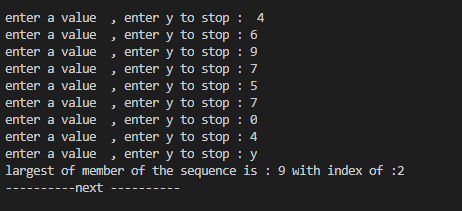 enter a value  , enter y to stop :  4
enter a value  , enter y to stop : 6
enter a value  , enter y to stop : 9
enter a value  , enter y to stop : 7
enter a value  , enter y to stop : 5
enter a value  , enter y to stop : 7
enter a value  , enter y to stop : 0
enter a value  , enter y to stop : 4
enter a value  , enter y to stop : y
largest of member of the sequence is : 9 with index of :2
----------next ----------